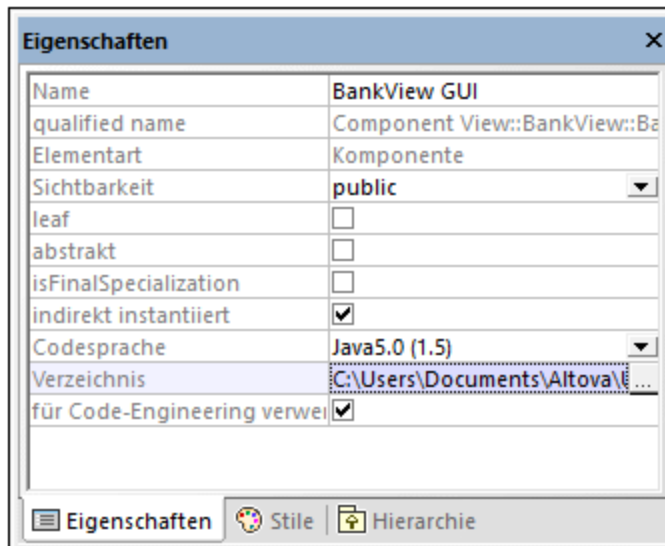 Eigenschaften
Name BankView GUI
qualified name Component View::BankView::Ba
Elementart Komponente
Sichtbarkeit public
leaf
abstrakt
isFinalSpecialization
indirekt instantiiert
Codesprache Java5.0 (1.5)
Verzeichnis C:\Users\Documents\Altova\U ...
für Code-Engineering verwei
Eigenschaften Stile Hierarchie